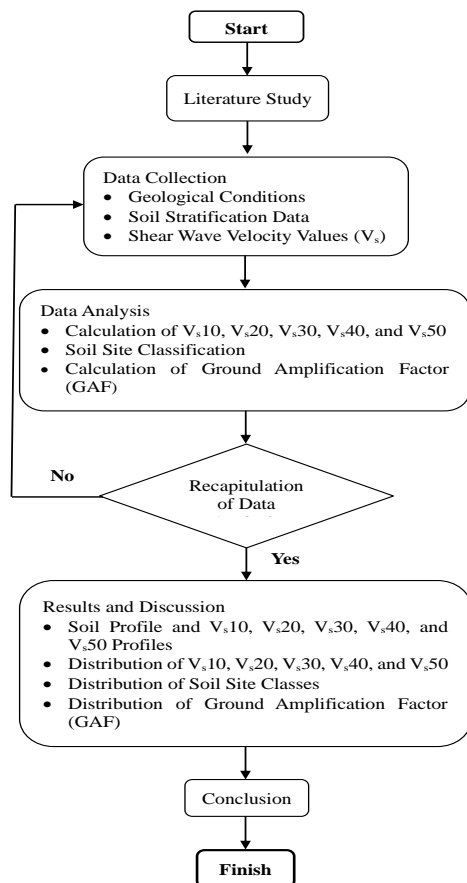 Start
Literature Study
Data Collection
• Geological Conditions
• Soil Stratification Data
• Shear Wave Velocity Values (Vs)
Data Analysis
• Calculation of Vs10, Vs20, Vs30, Vs40, and Vs50
• Soil Site Classification
• Calculation of Ground Amplification Factor
(GAF)
No
Recapitulation
of Data
Yes
Results and Discussion
• Soil Profile and Vs10, Vs20, Vs30, Vs40, and
Vs50 Profiles
• Distribution of Vs10, Vs20, Vs30, Vs40, and Vs50
• Distribution of Soil Site Classes
• Distribution of Ground Amplification Factor
(GAF)
Conclusion
Finish